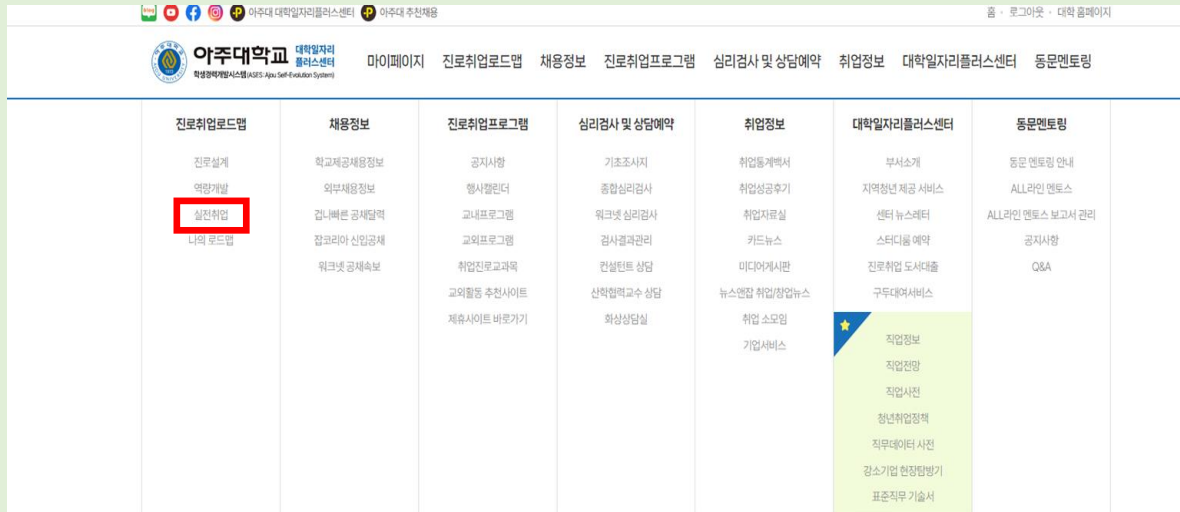 blog 아주대 대학일자리플러스센터 아주대 추천채용
홈 · 로그아웃 · 대학 홈페이지
아주대학교 대학일자리 플러스센터
학생경력개발시스템(ASES: Ajou Self-Evolution System)
마이페이지 진로취업로드맵 채용정보 진로취업프로그램 심리검사 및 상담예약 취업정보 대학일자리플러스센터 동문멘토링
진로취업로드맵
진로설계
역량개발
실전취업
나의 로드맵
채용정보
학교제공채용정보
외부채용정보
겁나빠른 공채달력
잡코리아 신입공채
워크넷 공채속보
진로취업프로그램
공지사항
행사캘린더
교내프로그램
교외프로그램
취업진로교과목
교외활동 추천사이트
제휴사이트 바로가기
심리검사 및 상담예약
기초조사지
종합심리검사
워크넷 심리검사
검사결과관리
컨설턴트 상담
산학협력교수 상담
화상상담실
취업정보
취업통계백서
취업성공후기
취업자료실
카드뉴스
미디어게시판
뉴스앤잡 취업/창업뉴스
취업 소모임
기업서비스
대학일자리플러스센터
부서소개
지역청년 제공 서비스
센터 뉴스레터
스터디룸 예약
진로취업 도서대출
구두대여서비스
직업정보
직업전망
직업사전
청년취업정책
직무데이터 사전
강소기업 현장탐방기
표준직무 기술서
동문멘토링
동문 멘토링 안내
ALL라인 멘토스
ALL라인 멘토스 보고서 관리
공지사항
Q&A